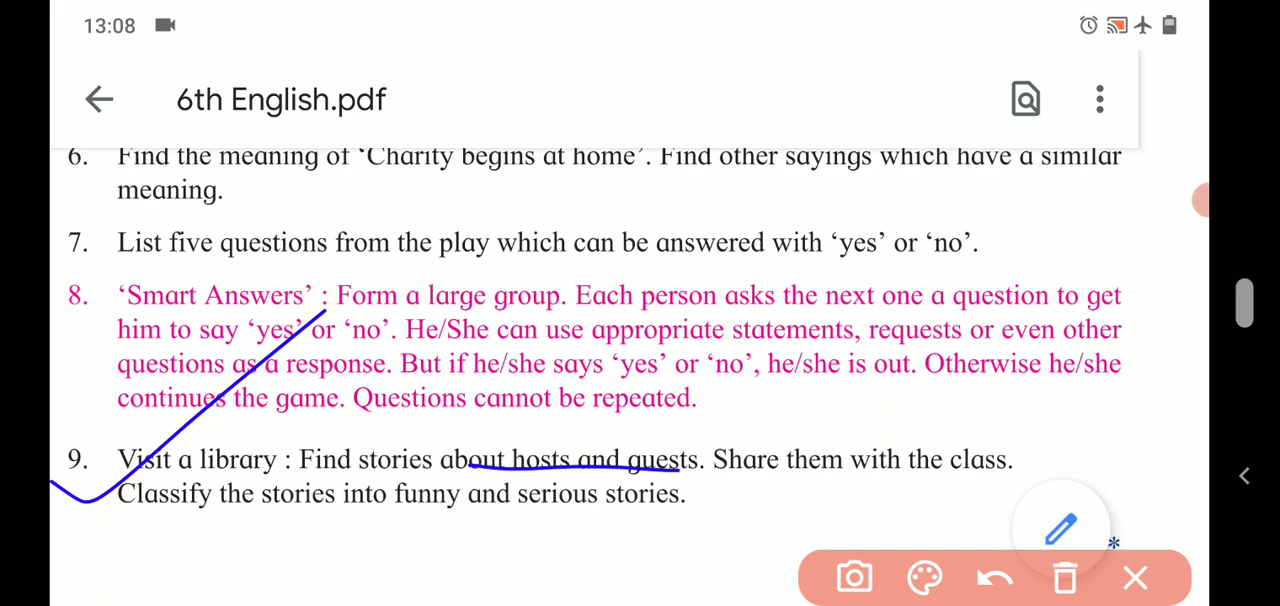 13:08
6th English.pdf
6. Find the meaning of ‘Charity begins at home’. Find other sayings which have a similar
meaning.
7. List five questions from the play which can be answered with ‘yes’ or ‘no’.
8. ‘Smart Answers’ : Form a large group. Each person asks the next one a question to get
him to say ‘yes’ or ‘no’. He/She can use appropriate statements, requests or even other
questions as a response. But if he/she says ‘yes’ or ‘no’, he/she is out. Otherwise he/she
continues the game. Questions cannot be repeated.
9. Visit a library : Find stories about hosts and guests. Share them with the class.
Classify the stories into funny and serious stories.
*